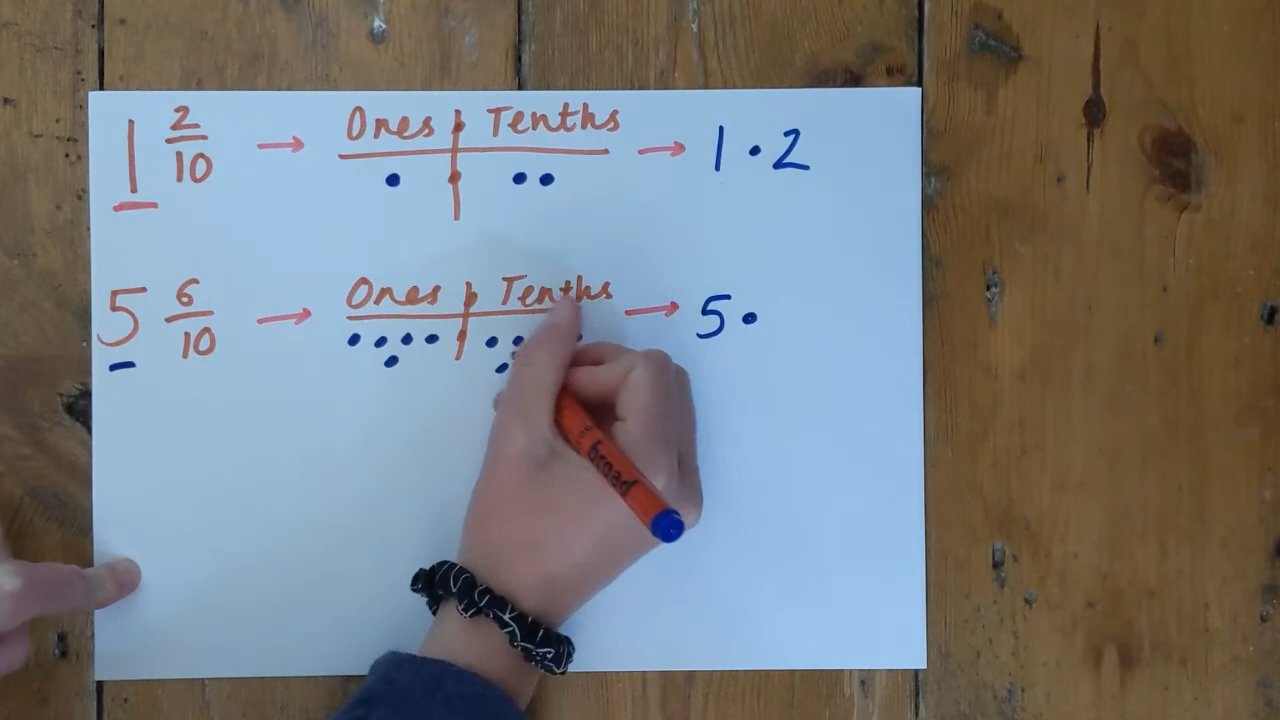 1 2/10 → Ones Tenths → 1.2
5 6/10 → Ones Tenths → 5.
broad